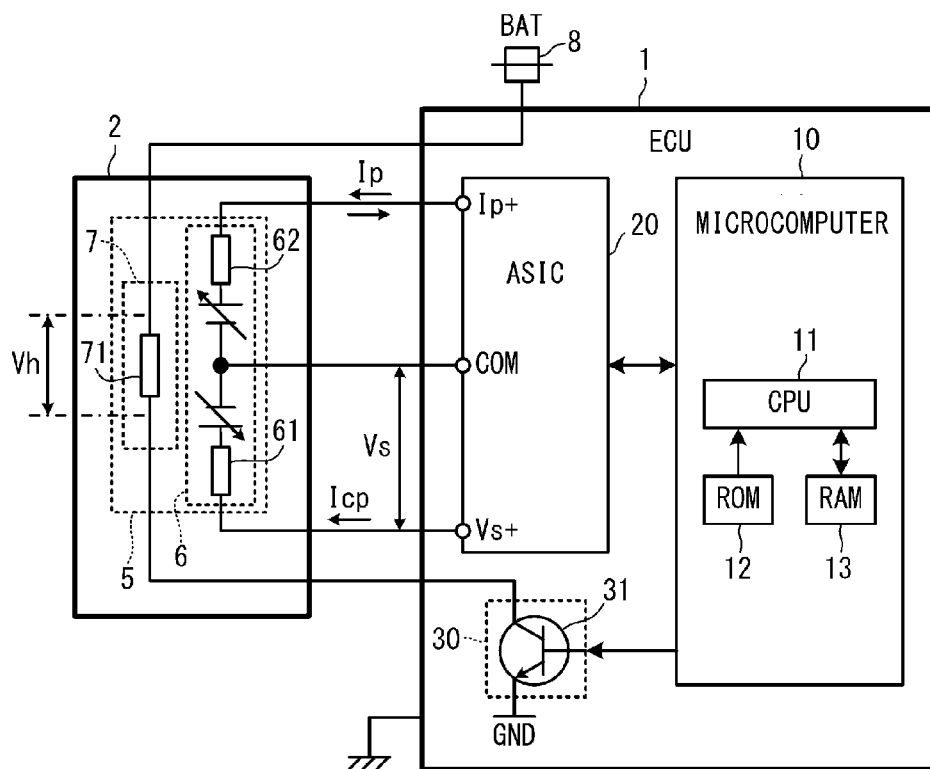 BAT
8
1
ECU
2
Ip
10
Ip+
20
MICROCOMPUTER
62
7
ASIC
Vh
71
COM
11
CPU
61
Vs
Icp
ROM
RAM
Vs+
5
6
12
13
31
30
GND